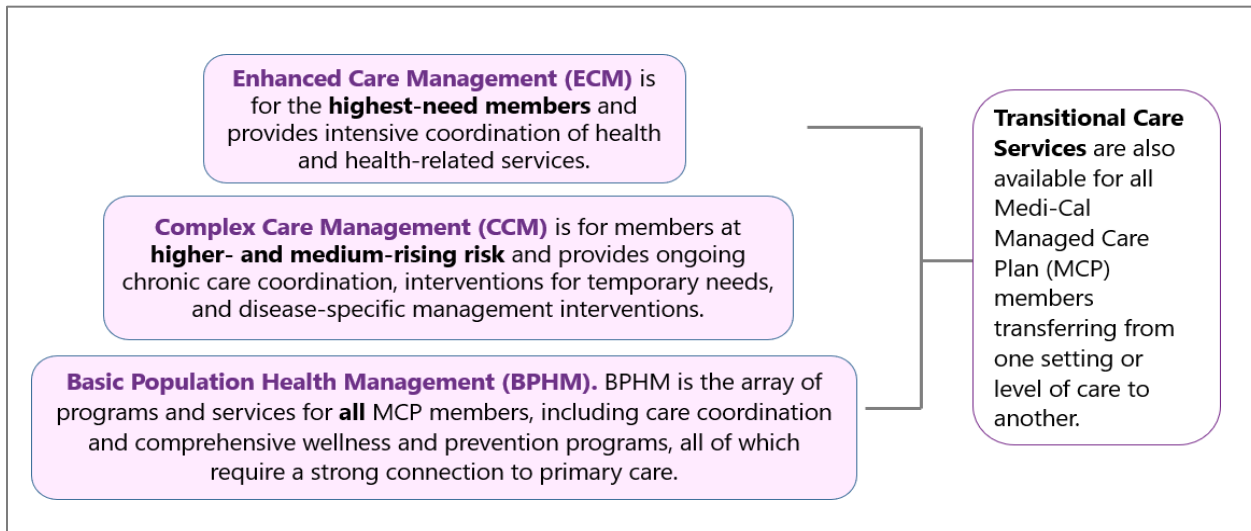 Enhanced Care Management (ECM) is
for the highest-need members and
provides intensive coordination of health
and health-related services.
Complex Care Management (CCM) is for members at
higher- and medium-rising risk and provides ongoing
chronic care coordination, interventions for temporary needs,
and disease-specific management interventions.
Basic Population Health Management (BPHM). BPHM is the array of
programs and services for all MCP members, including care coordination
and comprehensive wellness and prevention programs, all of which
require a strong connection to primary care.
Transitional Care
Services are also
available for all
Medi-Cal
Managed Care
Plan (MCP)
members
transferring from
one setting or
level of care to
another.